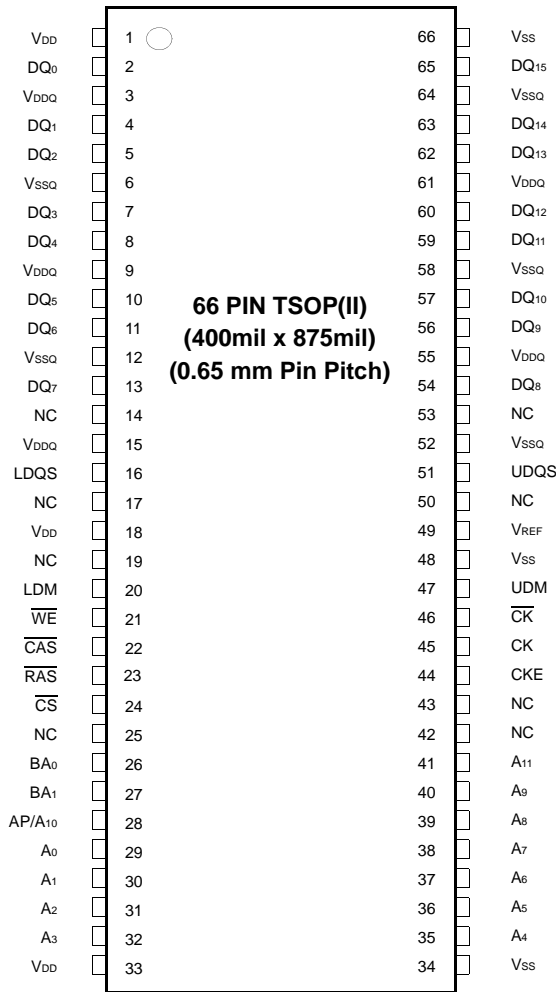 VDD 1 66 VSS
DQ0 2 65 DQ15
VDDQ 3 64 VSSQ
DQ1 4 63 DQ14
DQ2 5 62 DQ13
VSSQ 6 61 VDDQ
DQ3 7 60 DQ12
DQ4 8 59 DQ11
VDDQ 9 58 VSSQ
DQ5 10 57 DQ10
66 PIN TSOP(II)
DQ6 11 56 DQ9
(400mil x 875mil)
VSSQ 12 55 VDDQ
(0.65 mm Pin Pitch)
DQ7 13 54 DQ8
NC 14 53 NC
VDDQ 15 52 VSSQ
LDQS 16 51 UDQS
NC 17 50 NC
VDD 18 49 VREF
NC 19 48 VSS
LDM 20 47 UDM
W̅E̅ 21 46 C̅K̅
C̅A̅S̅ 22 45 CK
R̅A̅S̅ 23 44 CKE
C̅S̅ 24 43 NC
NC 25 42 NC
BA0 26 41 A11
BA1 27 40 A9
AP/A10 28 39 A8
A0 29 38 A7
A1 30 37 A6
A2 31 36 A5
A3 32 35 A4
VDD 33 34 VSS